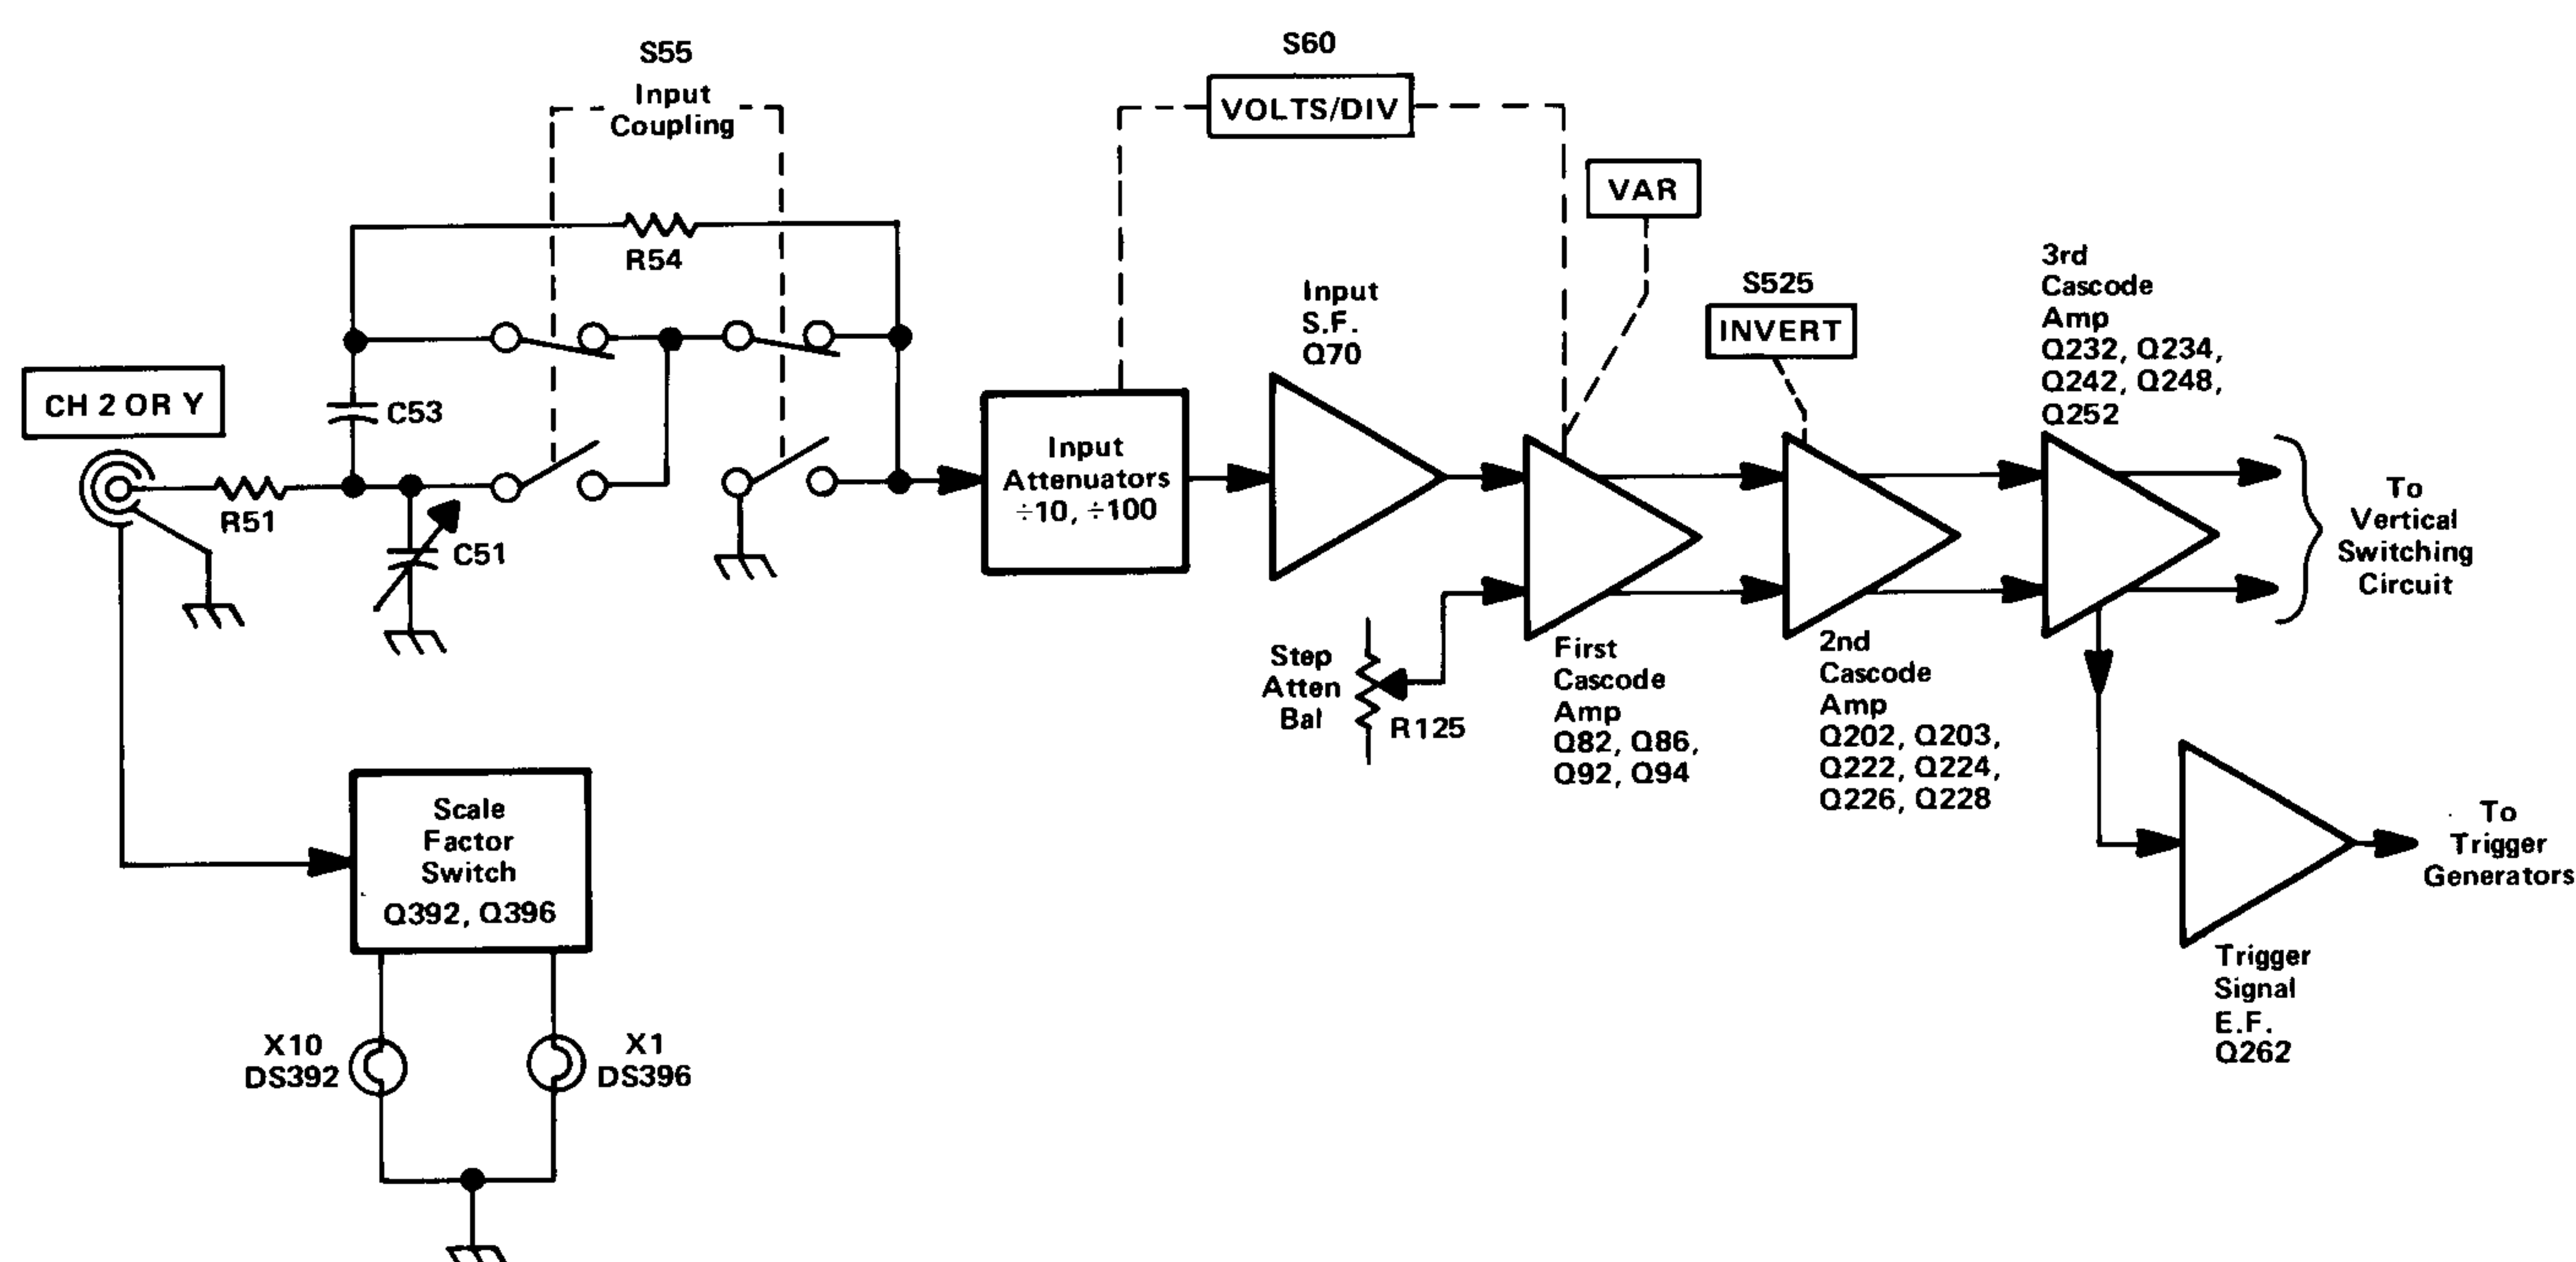 S55
Input
Coupling
S60
VOLTS/DIV
VAR
R54
Input
S.F.
Q70
S525
INVERT
3rd
Cascode
Amp
Q232, Q234,
Q242, Q248,
Q252
CH 2 OR Y
C53
R51
C51
Input
Attenuators
÷10, ÷100
To
Vertical
Switching
Circuit
Step
Atten
Bal
R125
First
Cascode
Amp
Q82, Q86,
Q92, Q94
2nd
Cascode
Amp
Q202, Q203,
Q222, Q224,
Q226, Q228
Scale
Factor
Switch
Q392, Q396
To
Trigger
Generators
Trigger
Signal
E.F.
Q262
X10
DS392
X1
DS396